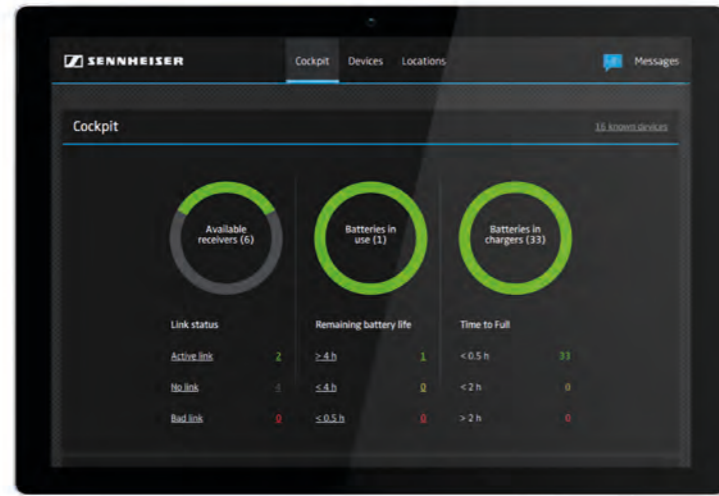 SENNHEISER
Cockpit Devices Locations
Messages
Cockpit
16 known devices
Available
receivers (6)
Batteries in
use (1)
Batteries in
chargers (33)
Link status
Active link 2
No link 4
Bad link 0
Remaining battery life
> 4 h 1
< 4 h 0
< 0.5 h 0
Time to Full
< 0.5 h 33
< 2 h 0
> 2 h 0